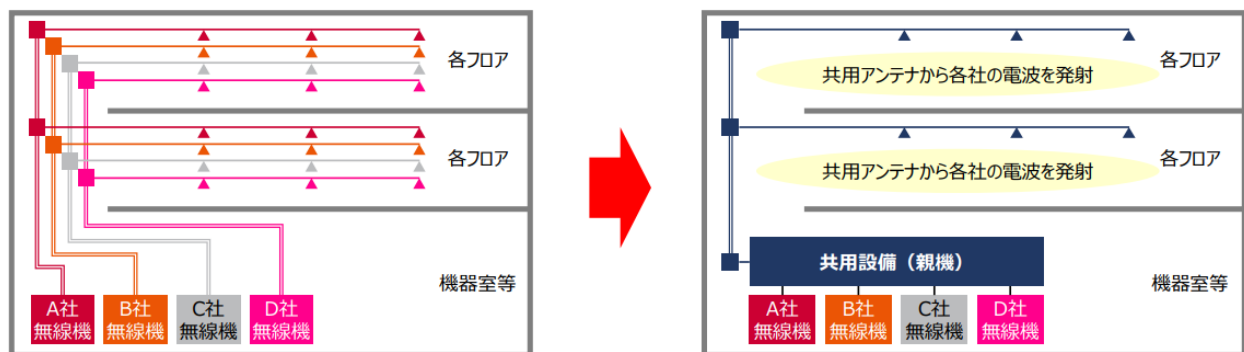 各フロア
各フロア
機器室等
A社
無線機
B社
無線機
C社
無線機
D社
無線機
各フロア
共用アンテナから各社の電波を発射
各フロア
共用アンテナから各社の電波を発射
共用設備（親機）
機器室等
A社
無線機
B社
無線機
C社
無線機
D社
無線機